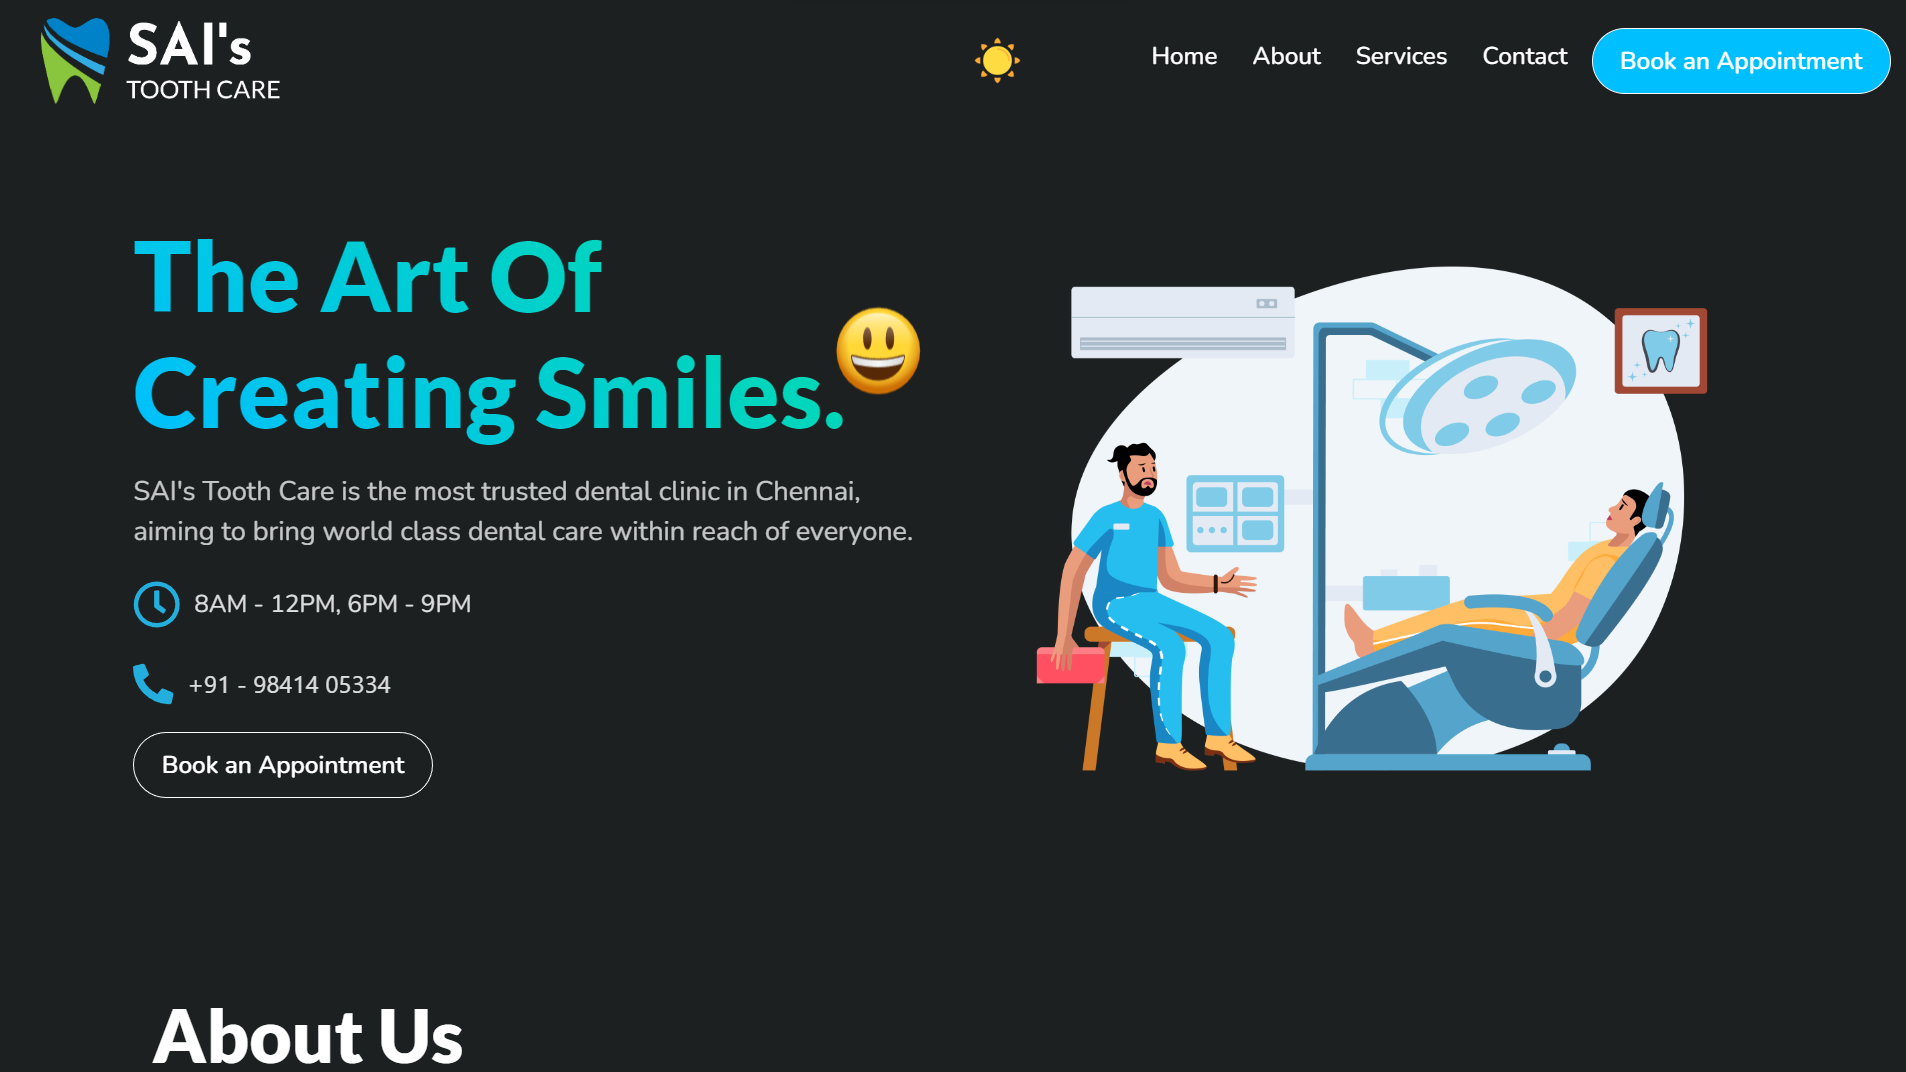 SAI's
TOOTH CARE
Home
About
Services
Contact
Book an Appointment
The Art Of
Creating Smiles.
SAI's Tooth Care is the most trusted dental clinic in Chennai,
aiming to bring world class dental care within reach of everyone.
8AM - 12PM, 6PM - 9PM
+91 - 98414 05334
Book an Appointment
About Us